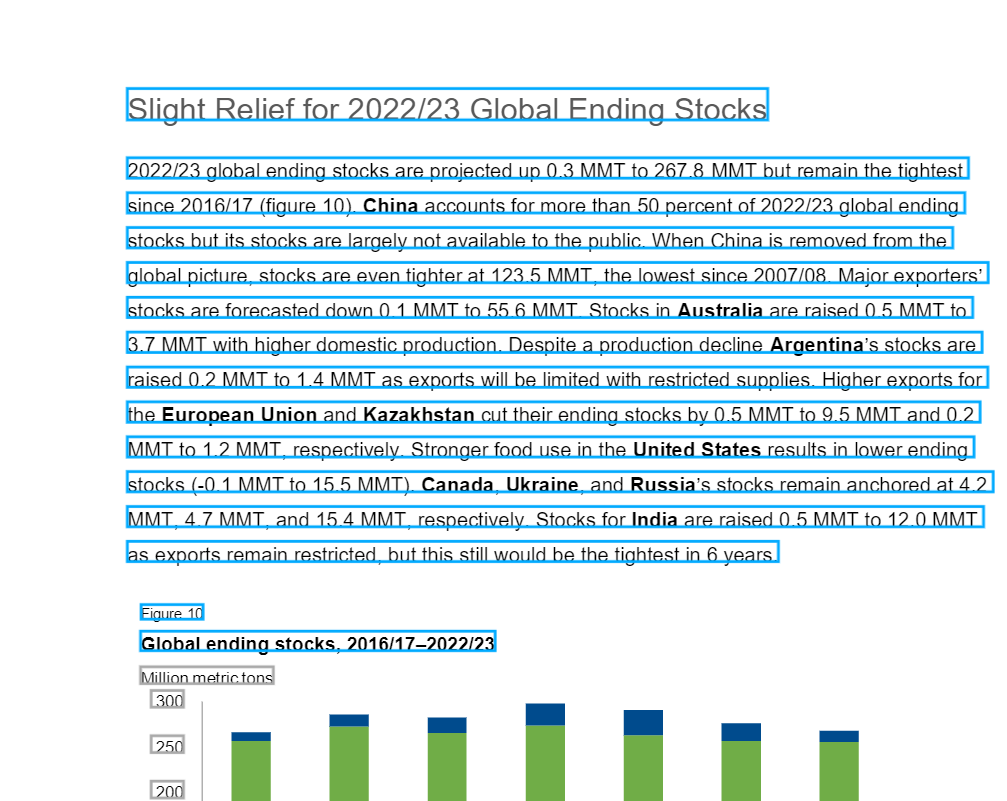 Slight Relief for 2022/23 Global Ending Stocks
2022/23 global ending stocks are projected up 0.3 MMT to 267.8 MMT but remain the tightest
since 2016/17 (figure 10). China accounts for more than 50 percent of 2022/23 global ending
stocks but its stocks are largely not available to the public. When China is removed from the
global picture, stocks are even tighter at 123.5 MMT, the lowest since 2007/08. Major exporters’
stocks are forecasted down 0.1 MMT to 55.6 MMT. Stocks in Australia are raised 0.5 MMT to
3.7 MMT with higher domestic production. Despite a production decline Argentina’s stocks are
raised 0.2 MMT to 1.4 MMT as exports will be limited with restricted supplies. Higher exports for
the European Union and Kazakhstan cut their ending stocks by 0.5 MMT to 9.5 MMT and 0.2
MMT to 1.2 MMT, respectively. Stronger food use in the United States results in lower ending
stocks (-0.1 MMT to 15.5 MMT). Canada, Ukraine, and Russia’s stocks remain anchored at 4.2
MMT, 4.7 MMT, and 15.4 MMT, respectively. Stocks for India are raised 0.5 MMT to 12.0 MMT
as exports remain restricted, but this still would be the tightest in 6 years.
Figure 10
Global ending stocks, 2016/17–2022/23
Million metric tons
300
250
200